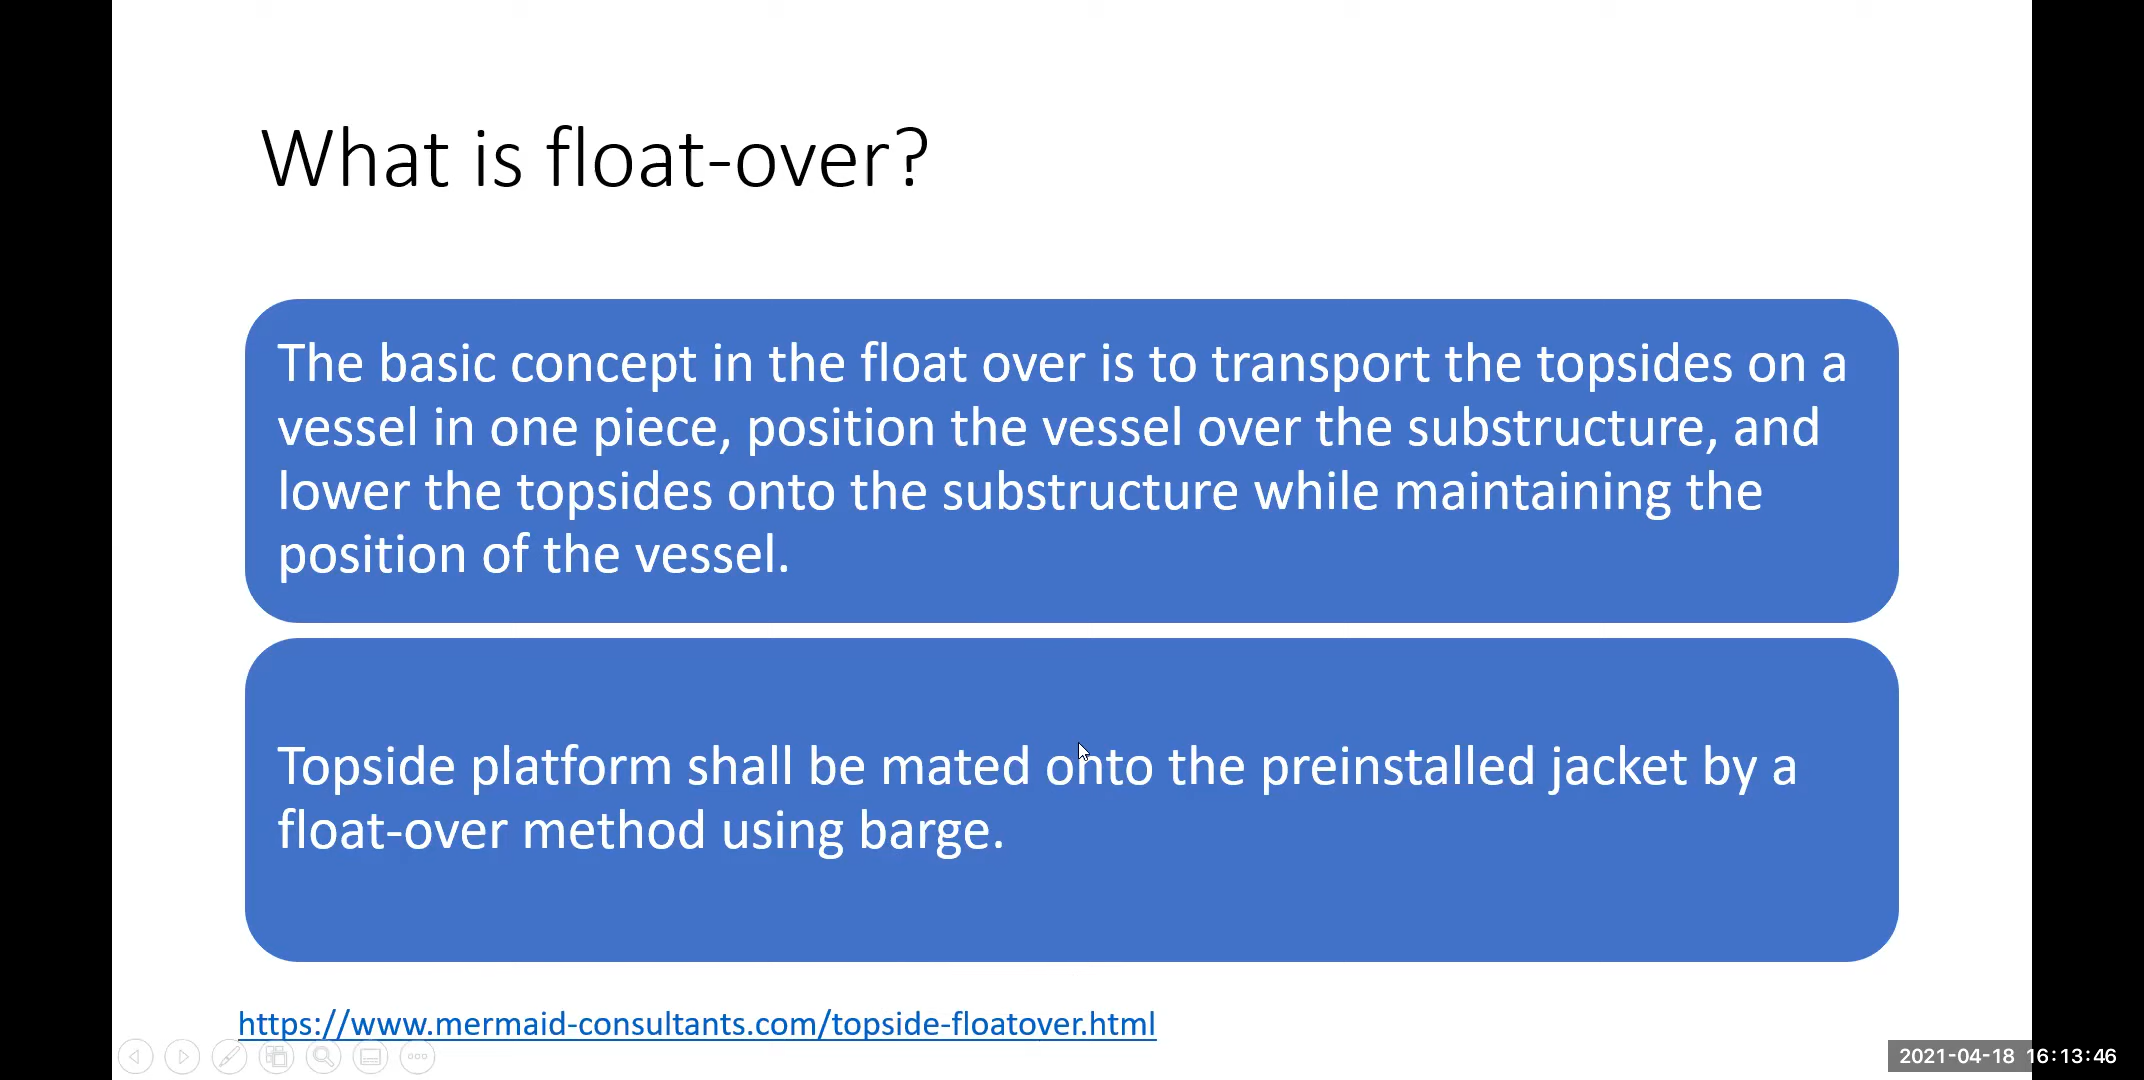 What is float-over?
The basic concept in the float over is to transport the topsides on a
vessel in one piece, position the vessel over the substructure, and
lower the topsides onto the substructure while maintaining the
position of the vessel.
Topside platform shall be mated onto the preinstalled jacket by a
float-over method using barge.
https://www.mermaid-consultants.com/topside-floatover.html
2021-04-18 16:13:46